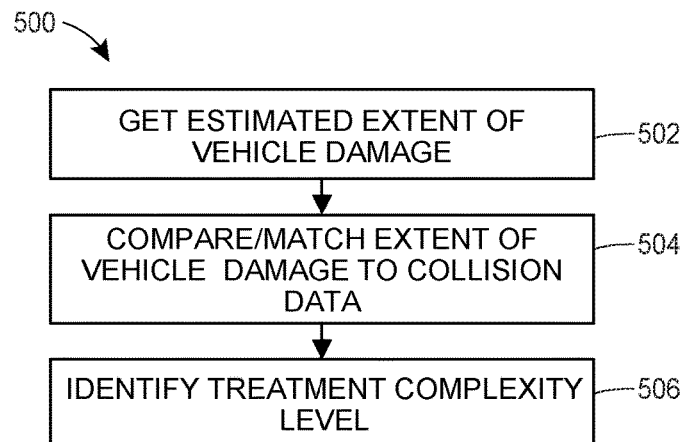 500
GET ESTIMATED EXTENT OF
VEHICLE DAMAGE
502
COMPARE/MATCH EXTENT OF
VEHICLE DAMAGE TO COLLISION
DATA
504
IDENTIFY TREATMENT COMPLEXITY
LEVEL
506